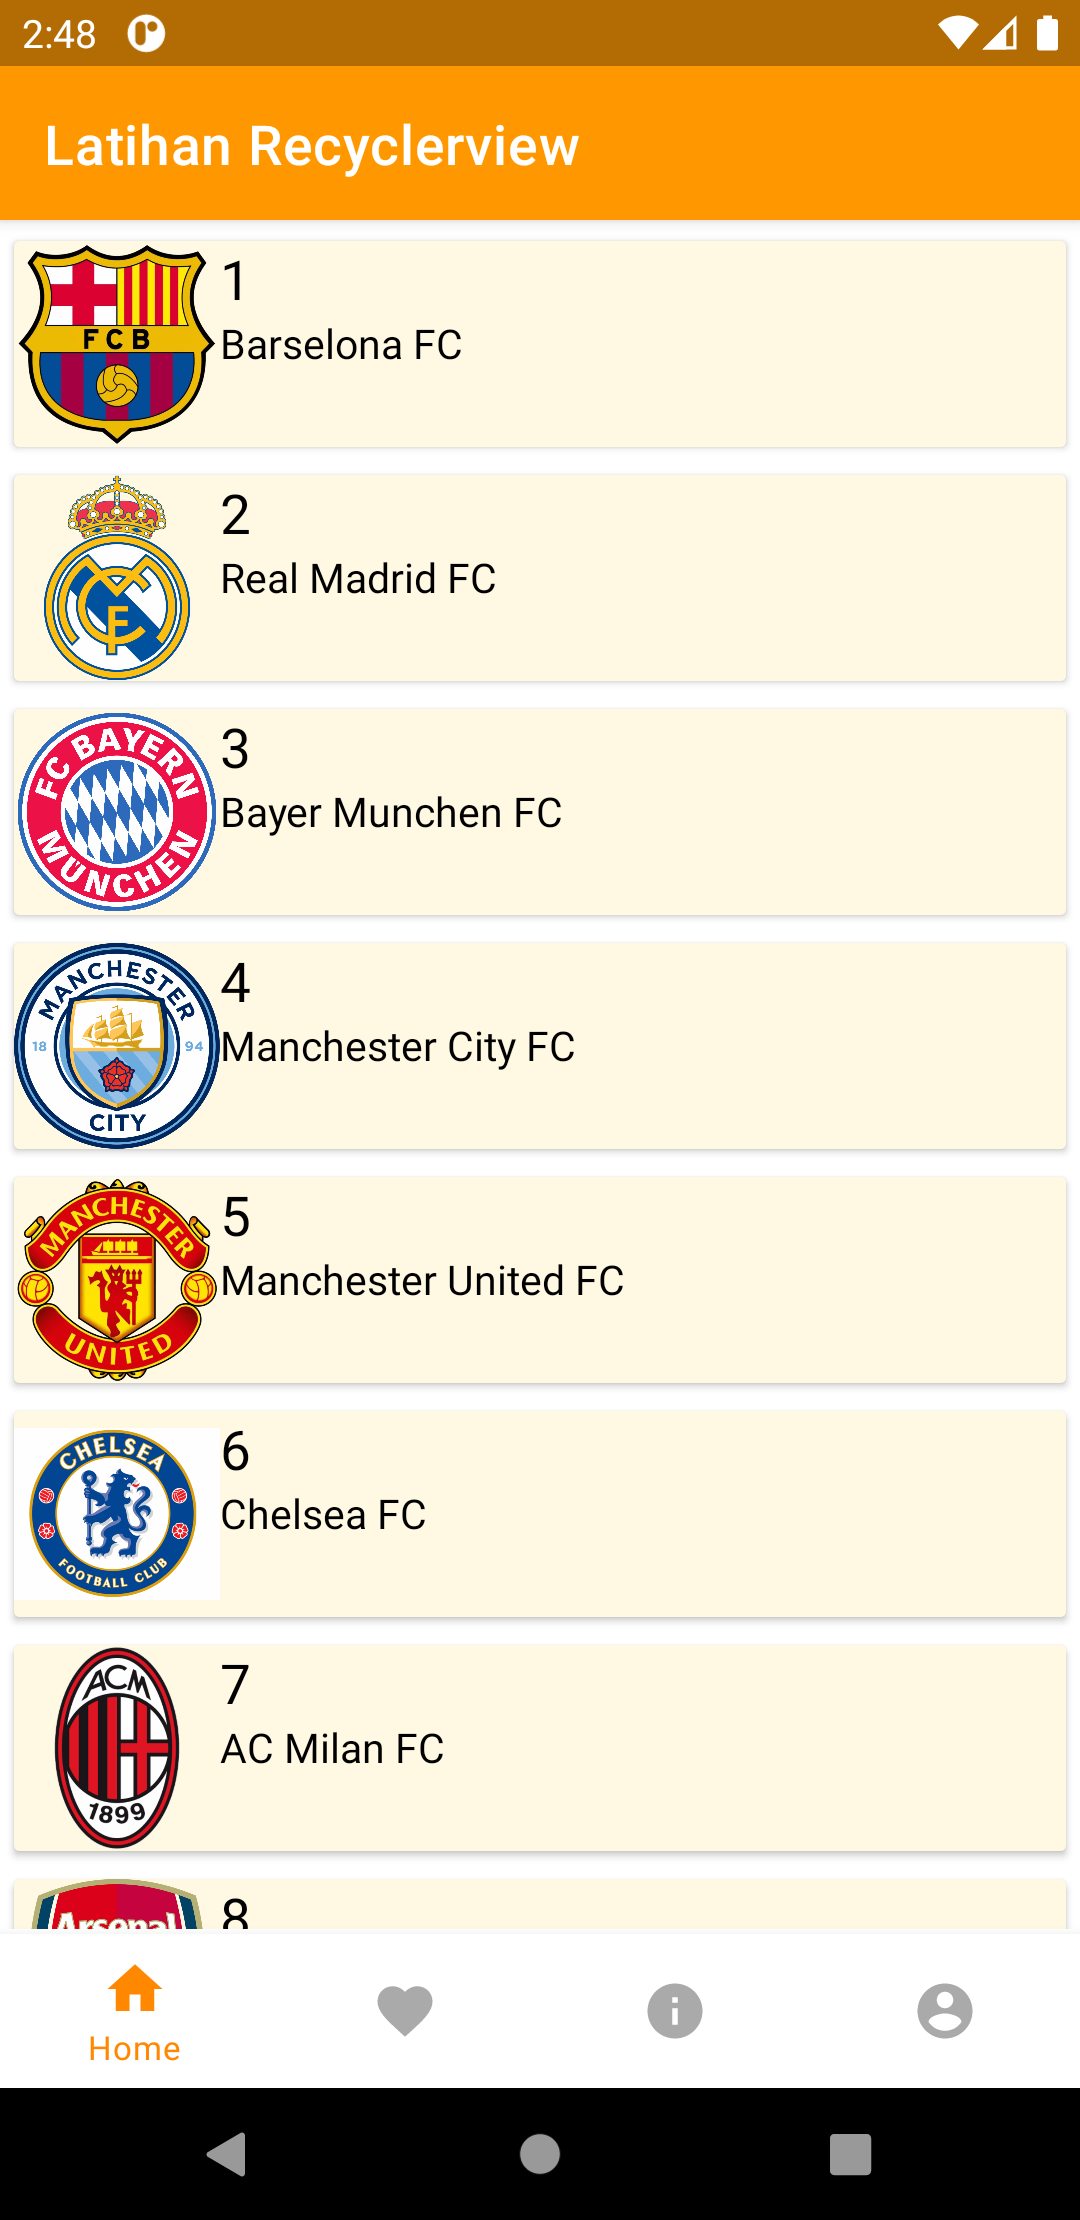 2:48
Latihan Recyclerview
FCB
1
Barselona FC
2
Real Madrid FC
FC BAYERN
MÜNCHEN
3
Bayer Munchen FC
MANCHESTER
18 94
CITY
4
Manchester City FC
MANCHESTER
UNITED
5
Manchester United FC
CHELSEA
FOOTBALL CLUB
6
Chelsea FC
ACM
1899
7
AC Milan FC
Arsenal
8
Home